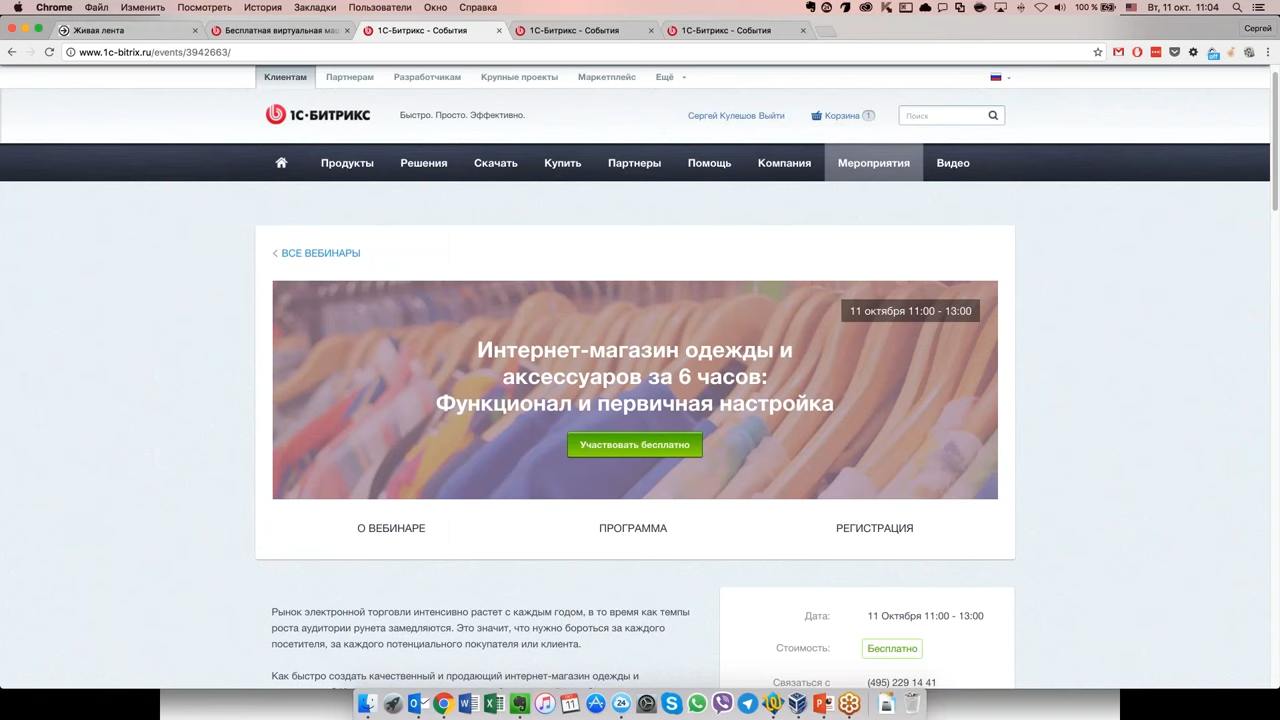 Chrome Файл Изменить Посмотреть История Закладки Пользователи Окно Справка 100 % Вт, 11 окт. 11:04
Живая лента Бесплатная виртуальная маш 1С-Битрикс - События 1С-Битрикс - События 1С-Битрикс - События Сергей
www.1c-bitrix.ru/events/3942663/
Клиентам Партнерам Разработчикам Крупные проекты Маркетплейс Ещё
1С-БИТРИКС Быстро. Просто. Эффективно. Сергей Кулешов Выйти Корзина 1 Поиск
Продукты Решения Скачать Купить Партнеры Помощь Компания Мероприятия Видео
< ВСЕ ВЕБИНАРЫ
11 октября 11:00 - 13:00
Интернет-магазин одежды и
аксессуаров за 6 часов:
Функционал и первичная настройка
Участвовать бесплатно
О ВЕБИНАРЕ ПРОГРАММА РЕГИСТРАЦИЯ
Рынок электронной торговли интенсивно растет с каждым годом, в то время как темпы
роста аудитории рунета замедляются. Это значит, что нужно бороться за каждого
посетителя, за каждого потенциального покупателя или клиента.
Как быстро создать качественный и продающий интернет-магазин одежды и
Дата: 11 Октября 11:00 - 13:00
Стоимость: Бесплатно
Связаться с (495) 229 14 41